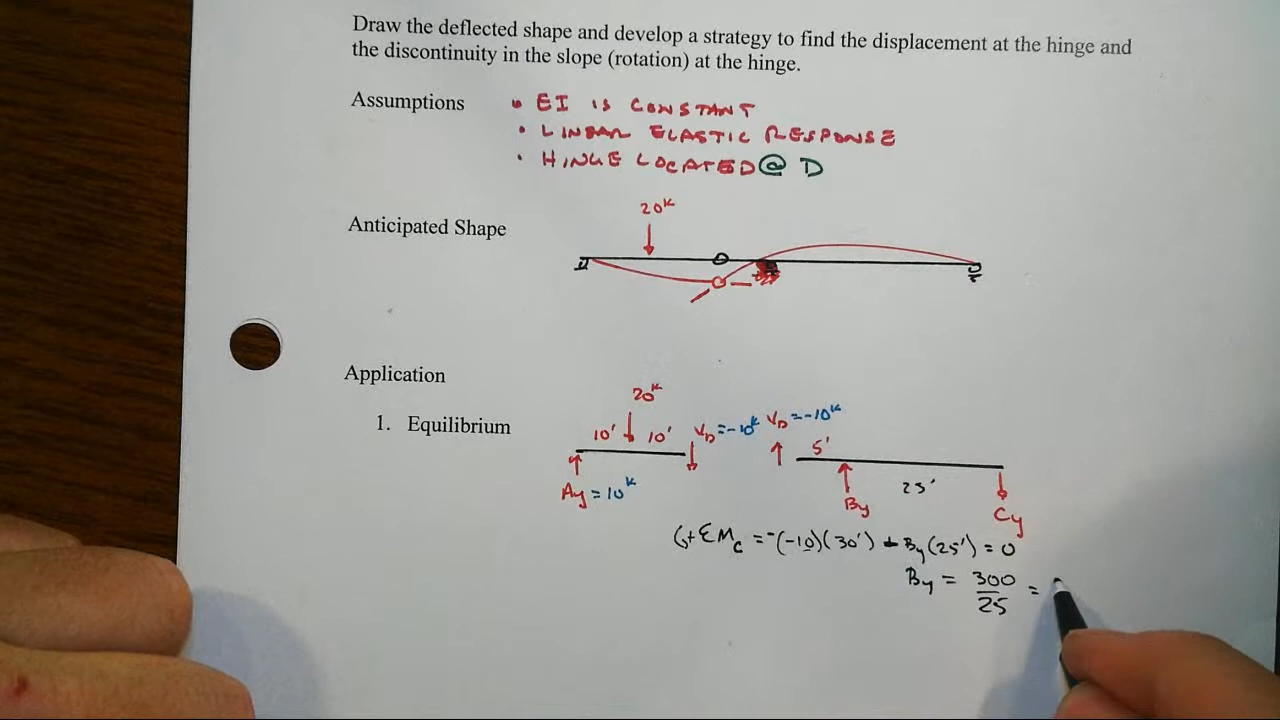 Draw the deflected shape and develop a strategy to find the displacement at the hinge and
the discontinuity in the slope (rotation) at the hinge.
Assumptions
• EI IS CONSTANT
• LINEAR ELASTIC RESPONSE
• HINGE LOCATED @ D
20K
Anticipated Shape
Application
20K
1. Equilibrium
10' 10' VD = -10K VD = -10K 5'
Ay = 10K By 25' Cy
↺+ ΣMC = -(-10)(30') - By(25') = 0
By = 300/25 =